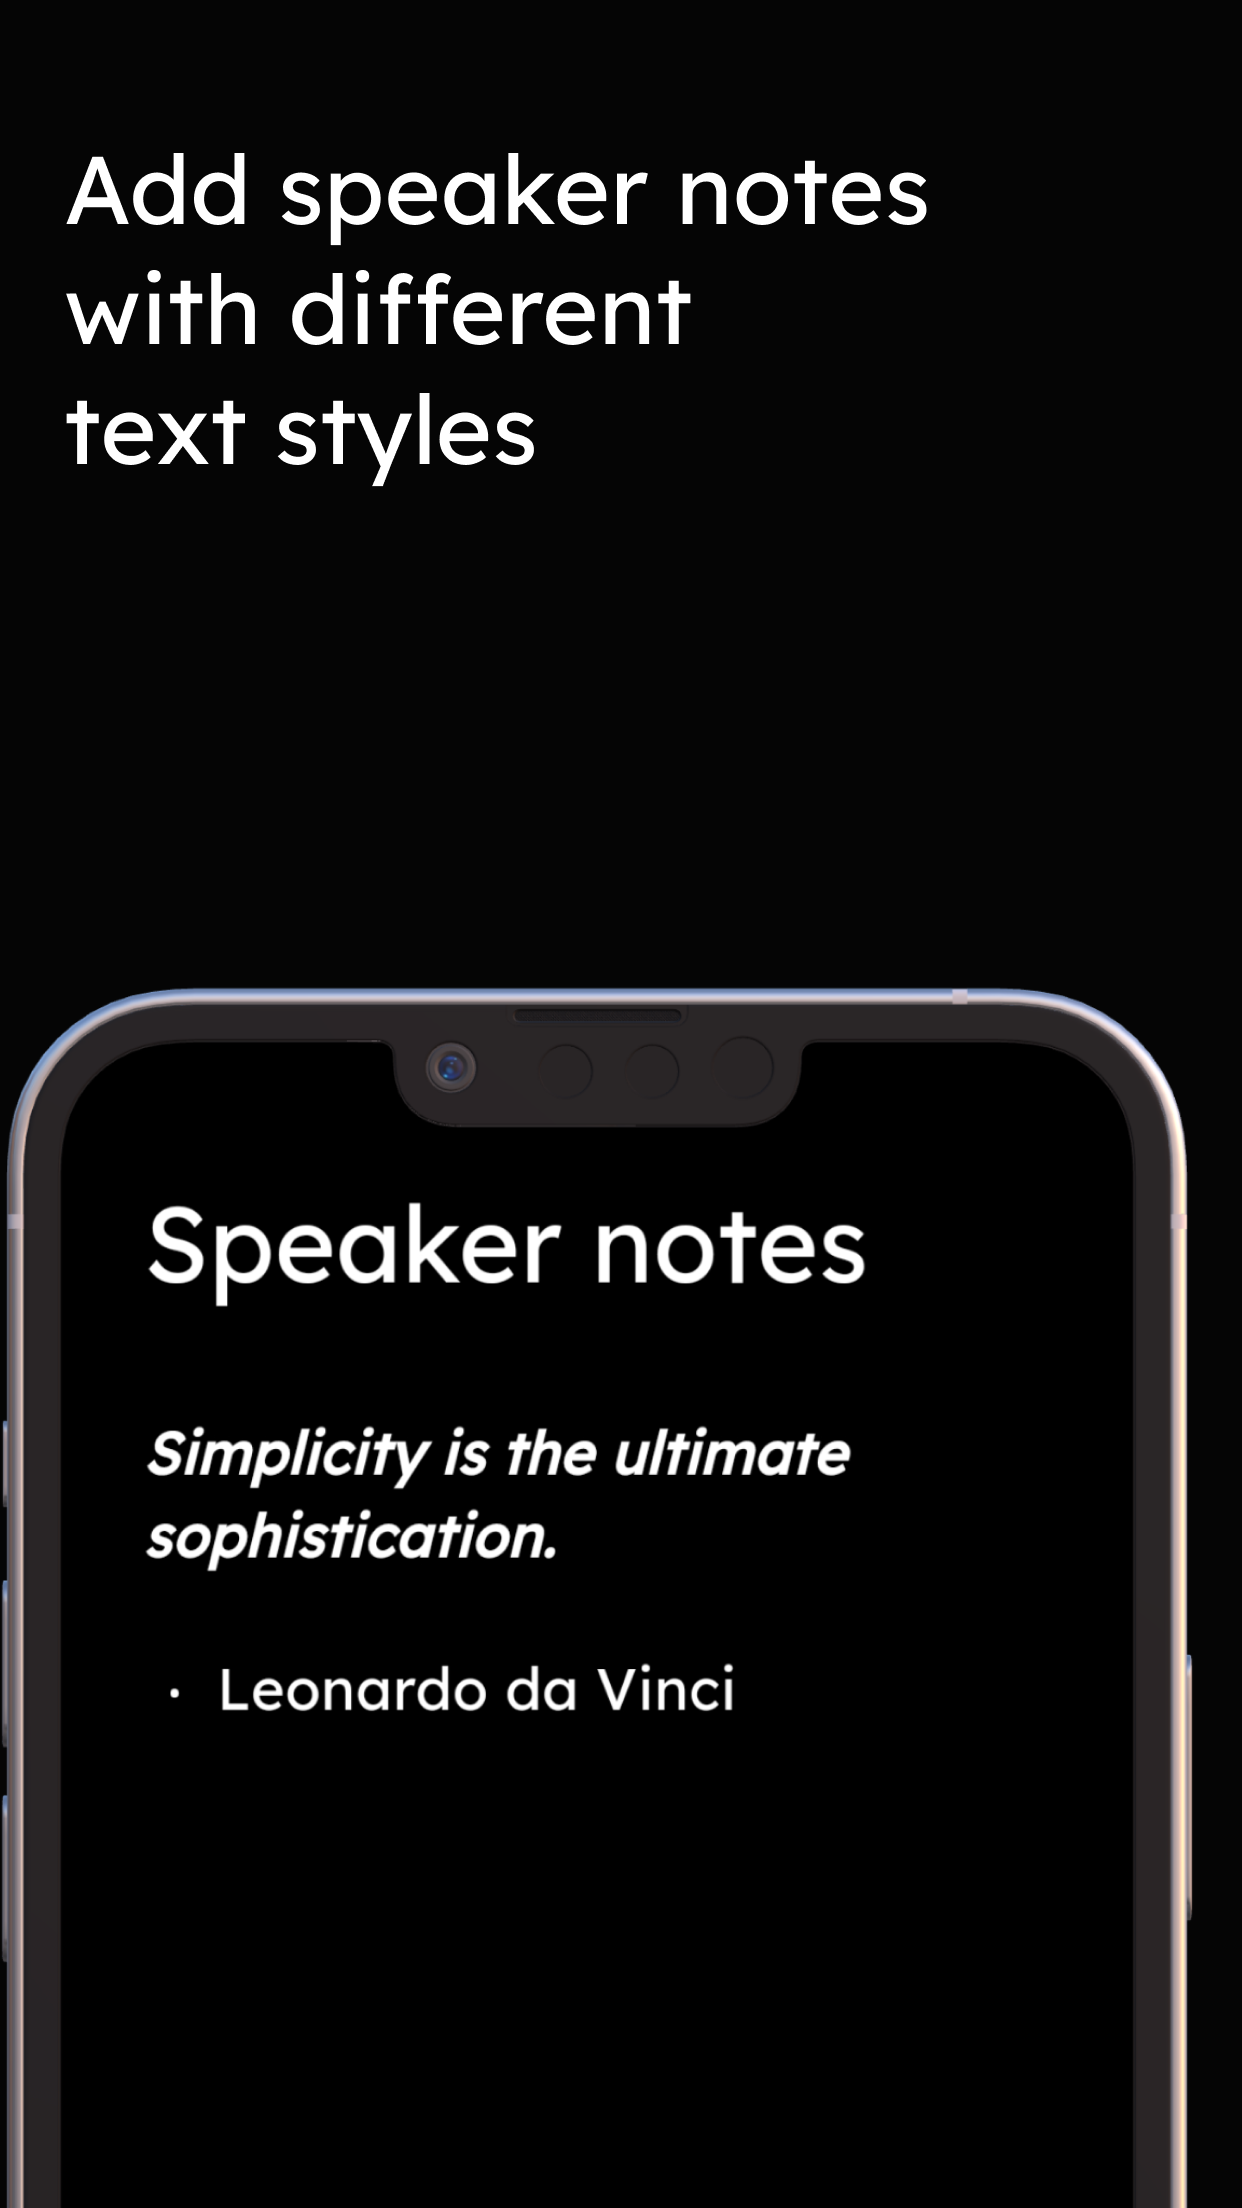 Add speaker notes
with different
text styles
Speaker notes
Simplicity is the ultimate
sophistication.
· Leonardo da Vinci